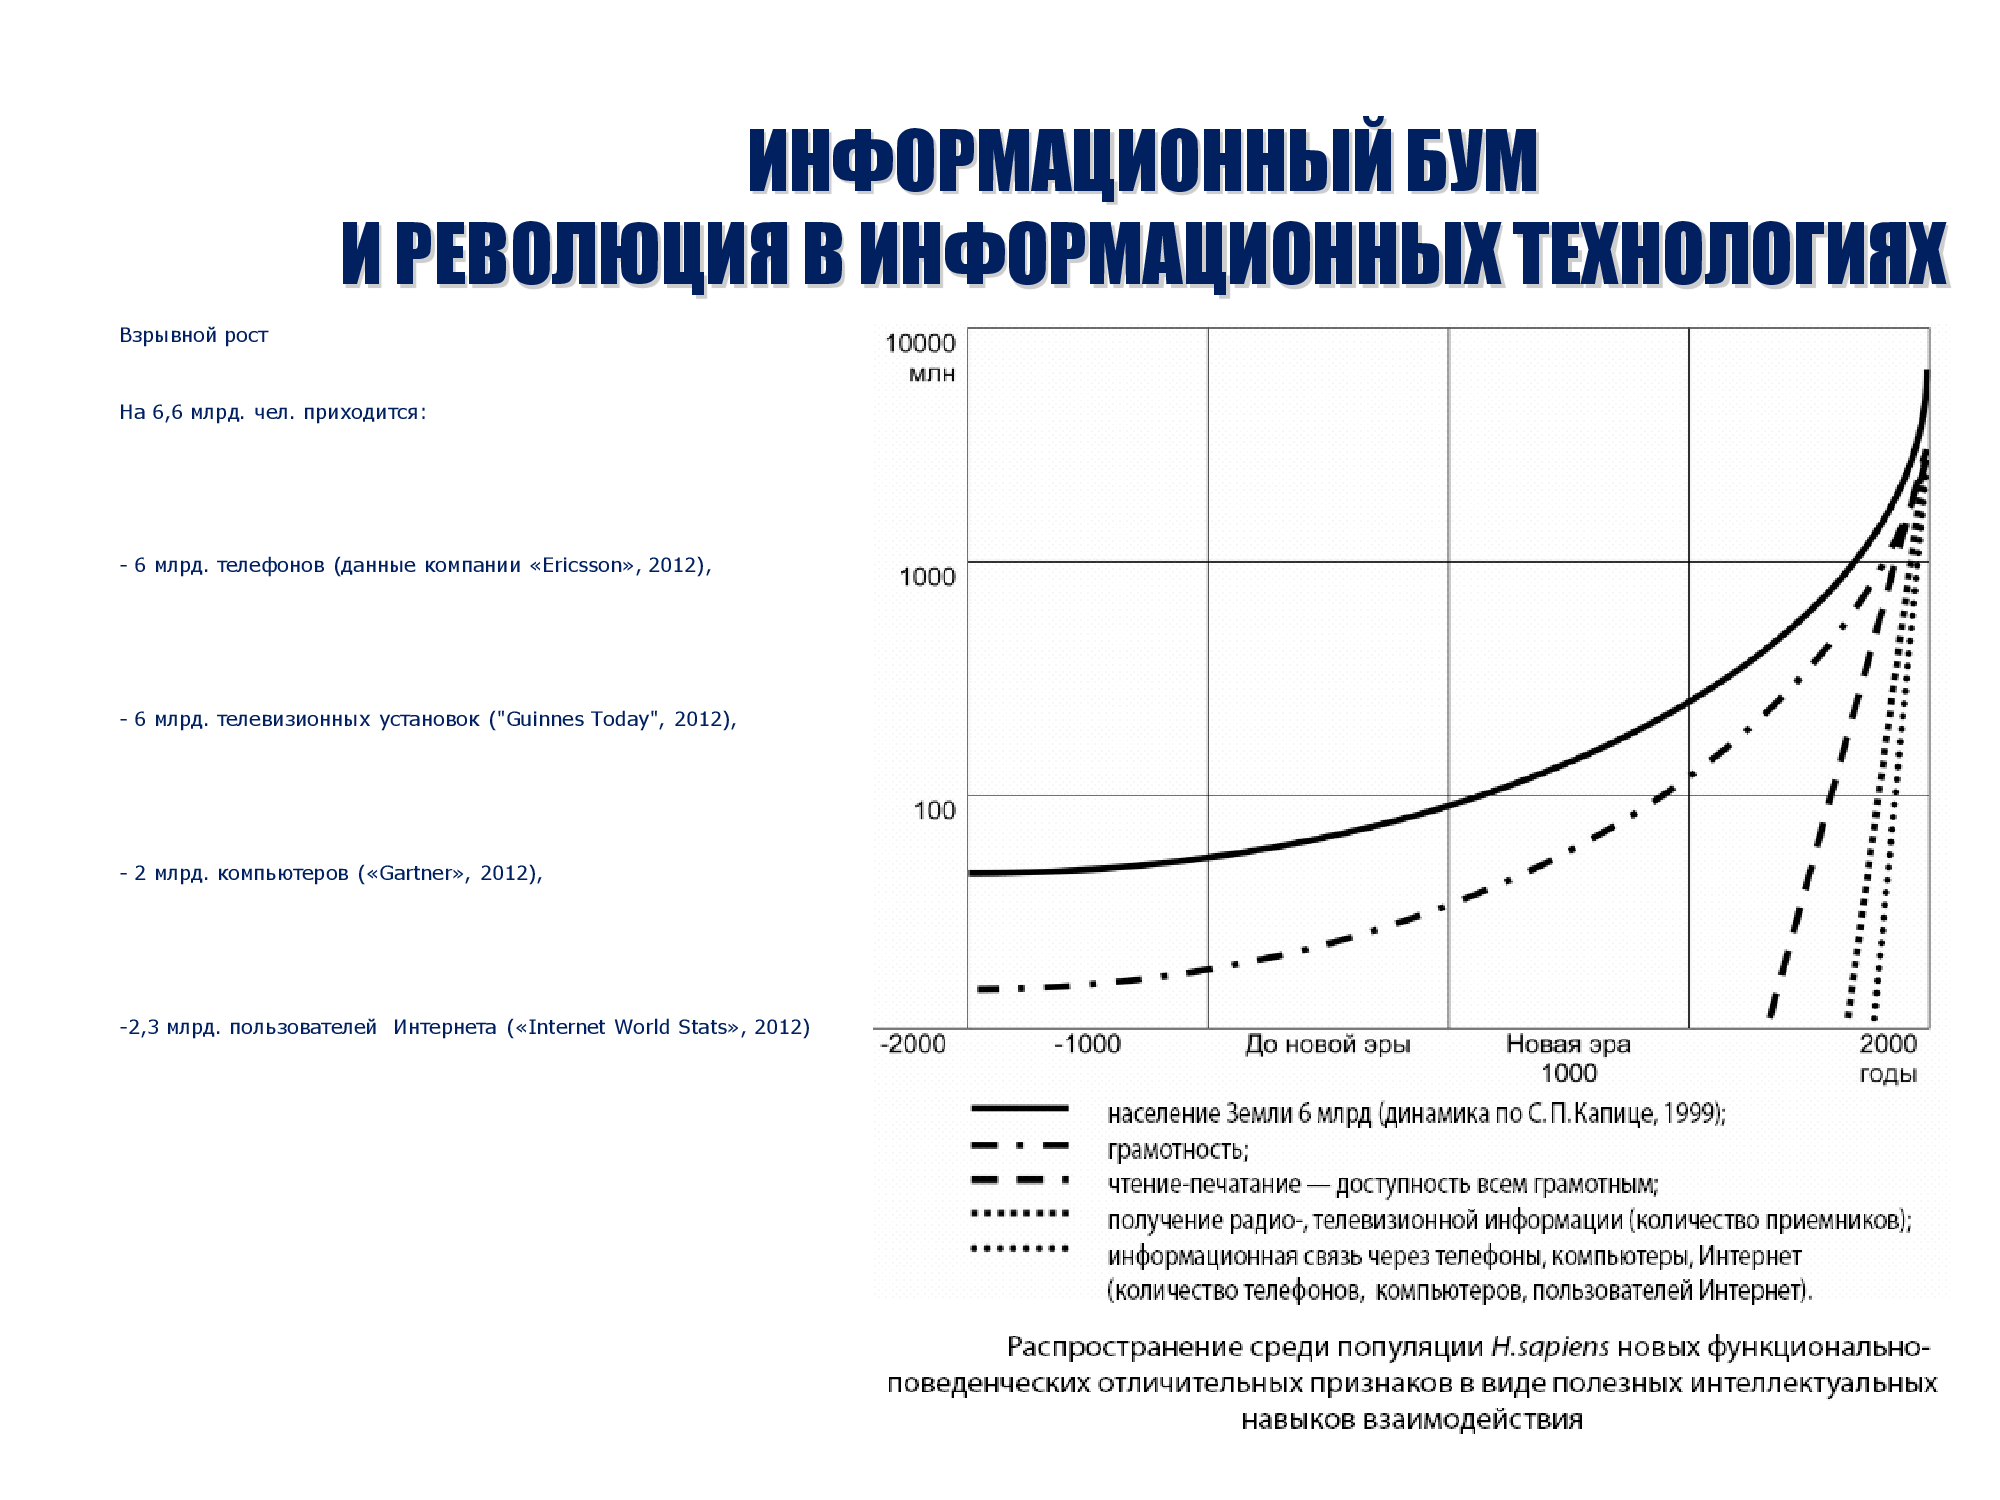 ИНФОРМАЦИОННЫЙ БУМ
И РЕВОЛЮЦИЯ В ИНФОРМАЦИОННЫХ ТЕХНОЛОГИЯХ
Взрывной рост
На 6,6 млрд. чел. приходится:
- 6 млрд. телефонов (данные компании «Ericsson», 2012),
- 6 млрд. телевизионных установок ("Guinnes Today", 2012),
- 2 млрд. компьютеров («Gartner», 2012),
-2,3 млрд. пользователей Интернета («Internet World Stats», 2012)
10000
млн
1000
100
-2000 -1000 До новой эры Новая эра 2000
1000 годы
население Земли 6 млрд (динамика по С.П.Капице, 1999);
грамотность;
чтение-печатание — доступность всем грамотным;
получение радио-, телевизионной информации (количество приемников);
информационная связь через телефоны, компьютеры, Интернет
(количество телефонов, компьютеров, пользователей Интернет).
Распространение среди популяции H.sapiens новых функционально-
поведенческих отличительных признаков в виде полезных интеллектуальных
навыков взаимодействия